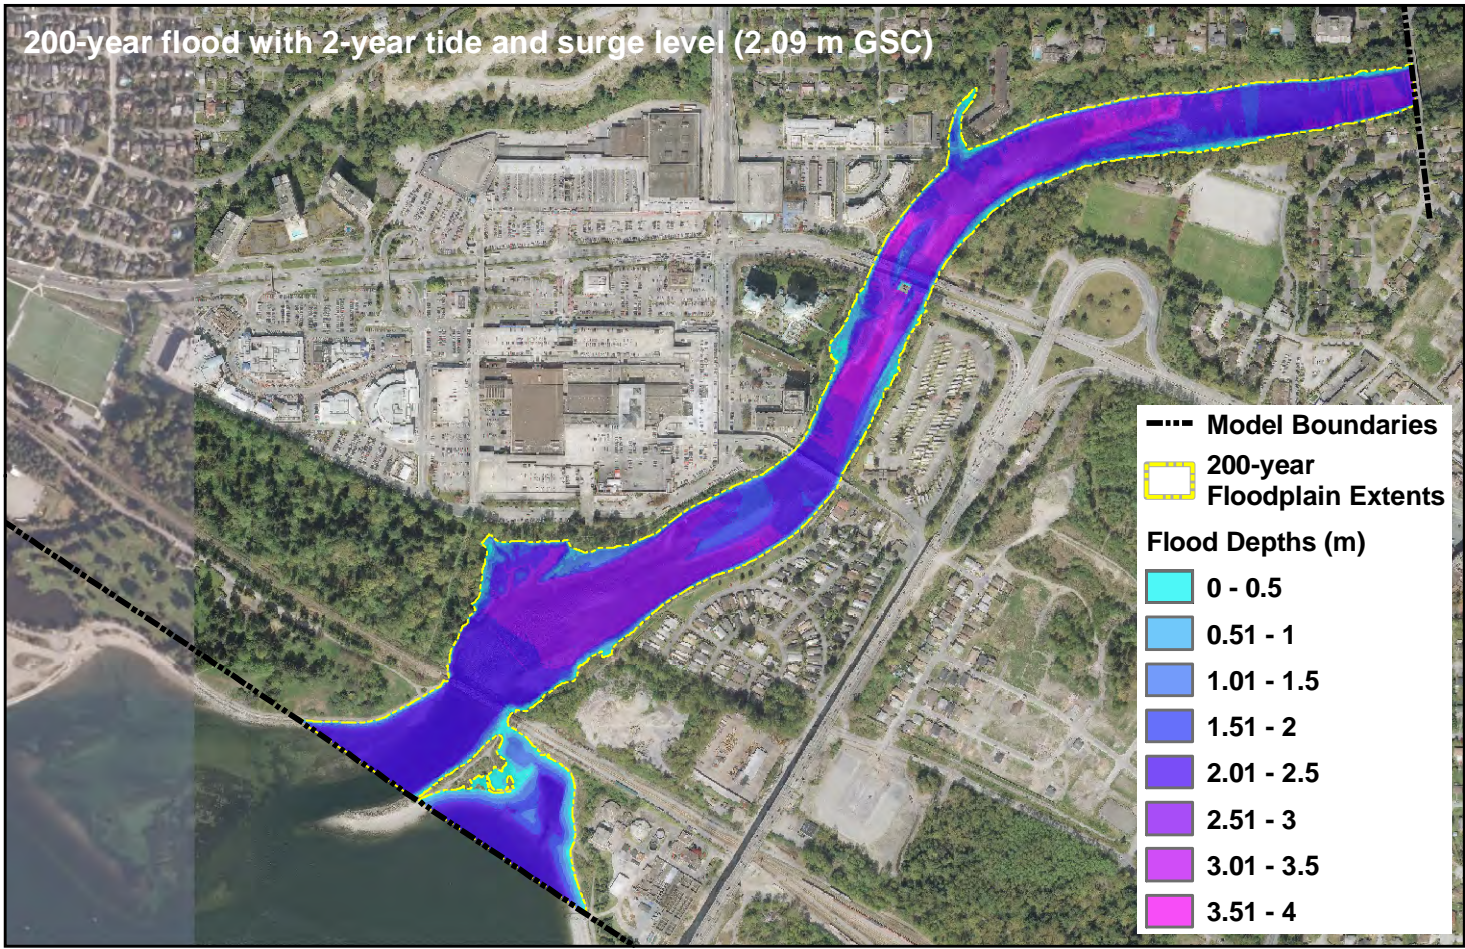 200-year flood with 2-year tide and surge level (2.09 m GSC)
Model Boundaries
200-year
Floodplain Extents
Flood Depths (m)
0 - 0.5
0.51 - 1
1.01 - 1.5
1.51 - 2
2.01 - 2.5
2.51 - 3
3.01 - 3.5
3.51 - 4